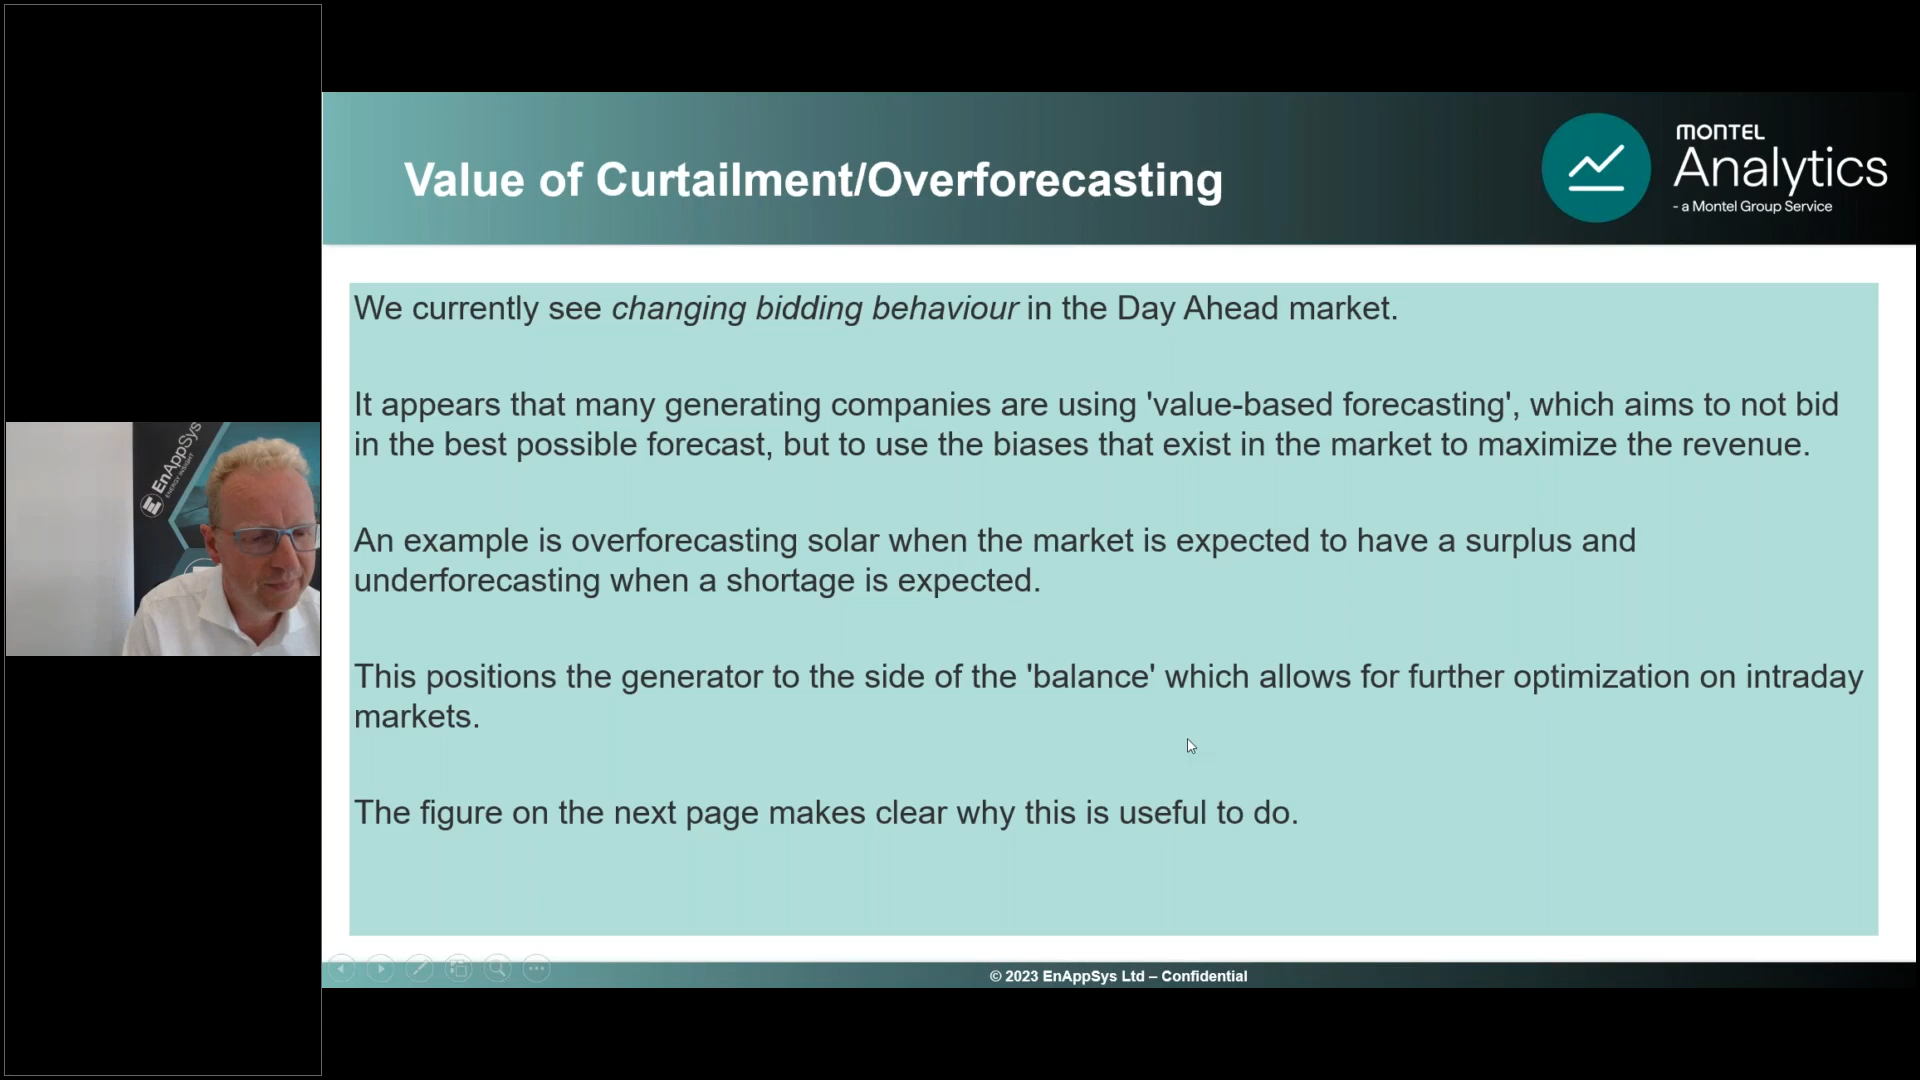 Value of Curtailment/Overforecasting
MONTEL
Analytics
- a Montel Group Service
We currently see changing bidding behaviour in the Day Ahead market.
It appears that many generating companies are using 'value-based forecasting', which aims to not bid
in the best possible forecast, but to use the biases that exist in the market to maximize the revenue.
An example is overforecasting solar when the market is expected to have a surplus and
underforecasting when a shortage is expected.
This positions the generator to the side of the 'balance' which allows for further optimization on intraday
markets.
The figure on the next page makes clear why this is useful to do.
EnAppSys
ENERGY INSIGHT
© 2023 EnAppSys Ltd – Confidential